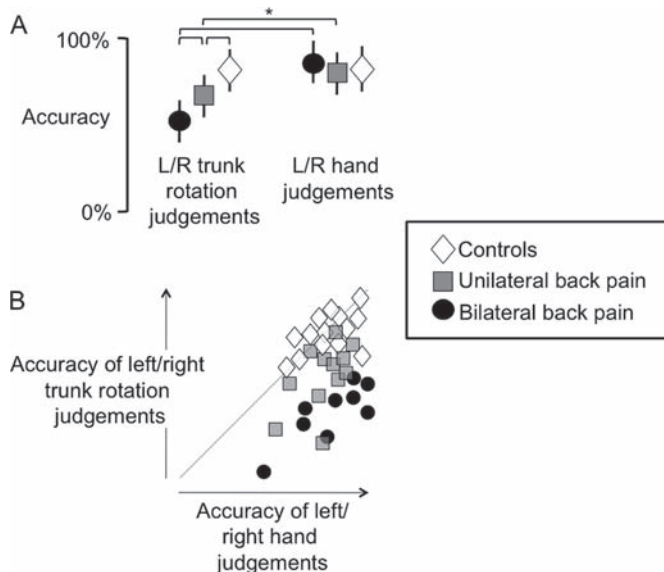 A
*
100%
Accuracy
0%
L/R trunk
rotation
judgements
L/R hand
judgements
Controls
Unilateral back pain
Bilateral back pain
B
Accuracy of left/right
trunk rotation
judgements
Accuracy of left/
right hand
judgements